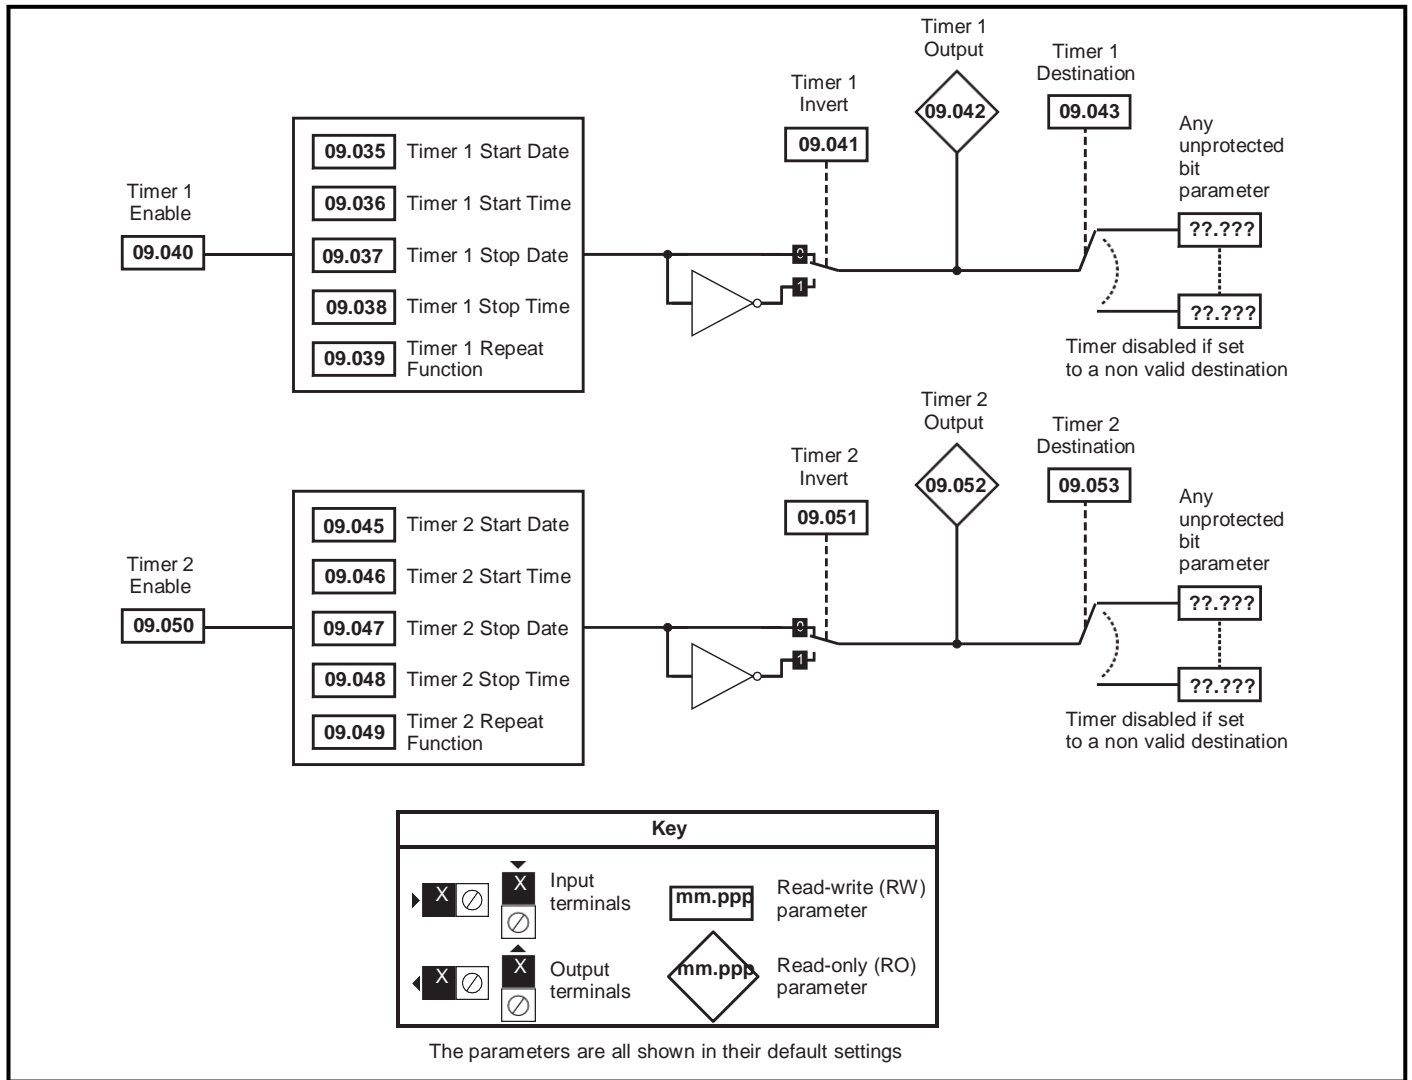 Timer 1
Output
Timer 1
Destination
Timer 1
Invert
09.042
09.043
Any
unprotected
bit
parameter
09.041
09.035 Timer 1 Start Date
Timer 1
Enable
09.036 Timer 1 Start Time
??.???
09.040
09.037 Timer 1 Stop Date
0
1
09.038 Timer 1 Stop Time
??.???
09.039 Timer 1 Repeat
Function
Timer disabled if set
to a non valid destination
Timer 2
Output
Timer 2
Destination
Timer 2
Invert
09.052
09.053
Any
unprotected
bit
parameter
09.051
09.045 Timer 2 Start Date
Timer 2
Enable
09.046 Timer 2 Start Time
??.???
09.050
09.047 Timer 2 Stop Date
0
1
09.048 Timer 2 Stop Time
??.???
09.049 Timer 2 Repeat
Function
Timer disabled if set
to a non valid destination
Key
X
X
Input
terminals
mm.ppp
Read-write (RW)
parameter
X
X
Output
terminals
mm.ppp
Read-only (RO)
parameter
The parameters are all shown in their default settings